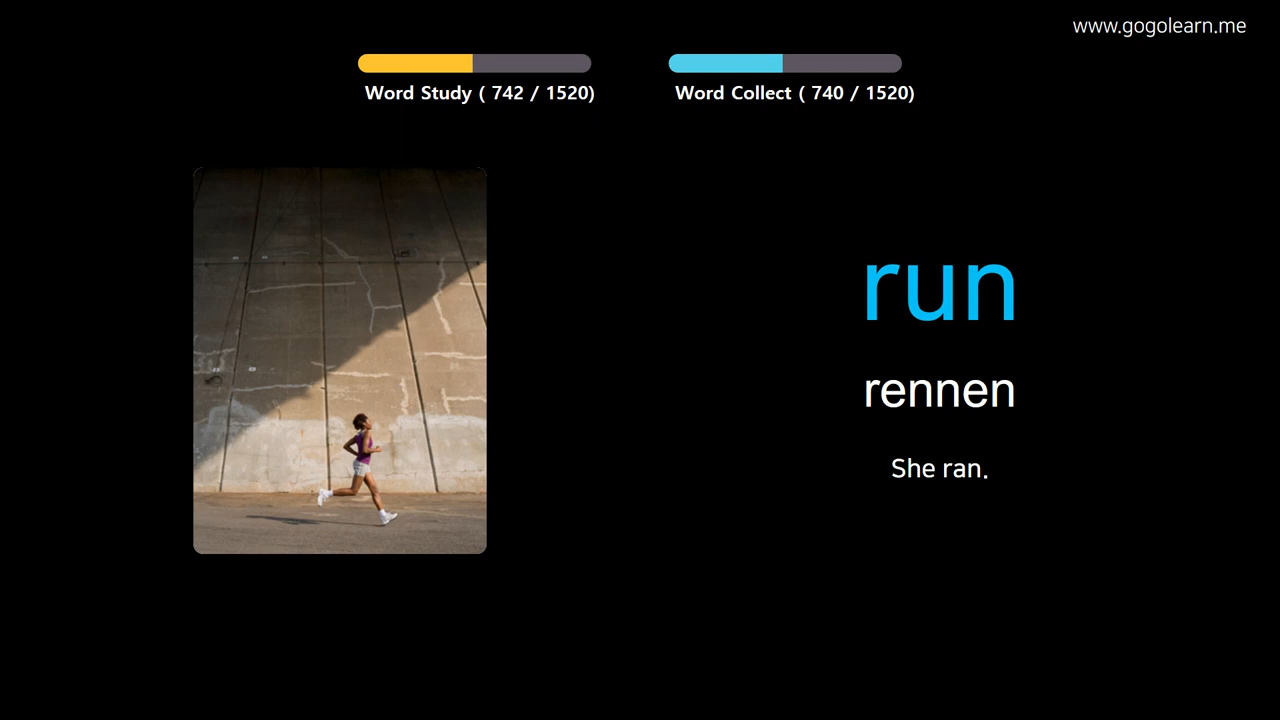 www.gogolearn.me
Word Study ( 742 / 1520)
Word Collect ( 740 / 1520)
run
rennen
She ran.